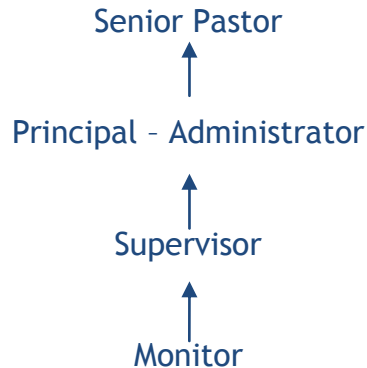 Senior Pastor
Principal – Administrator
Supervisor
Monitor